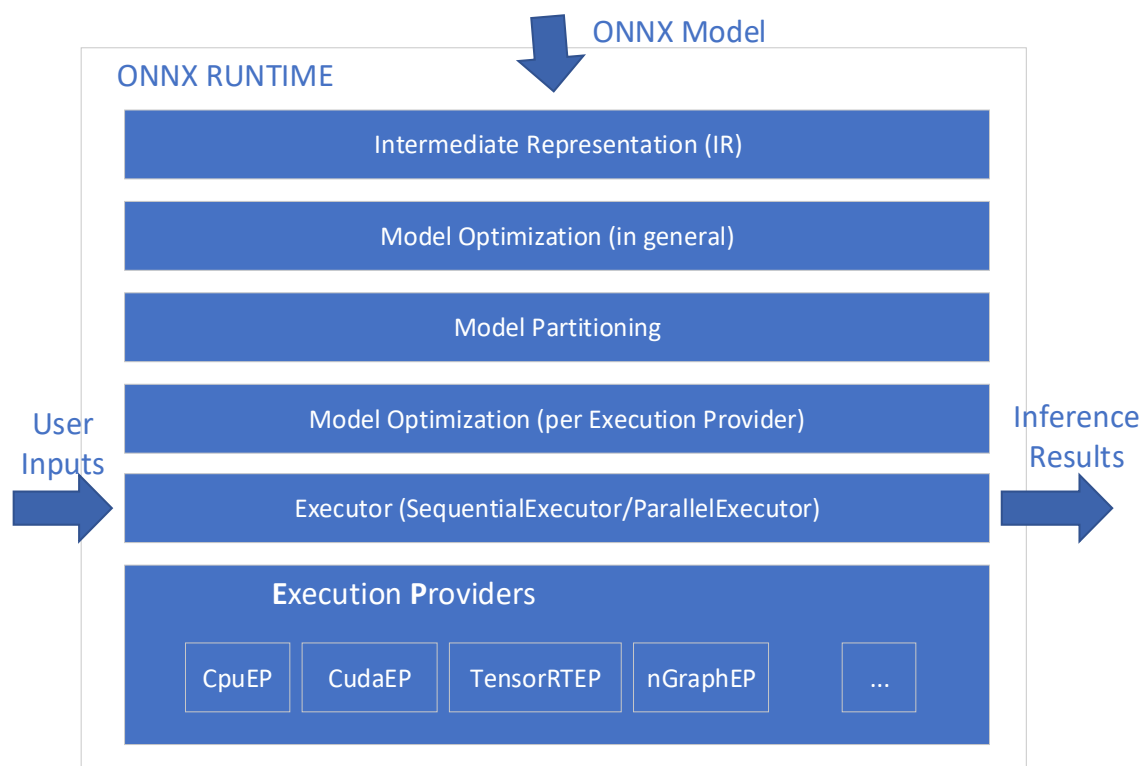 ONNX Model
ONNX RUNTIME
Intermediate Representation (IR)
Model Optimization (in general)
Model Partitioning
Model Optimization (per Execution Provider)
User
Inputs
Executor (SequentialExecutor/ParallelExecutor)
Inference
Results
Execution Providers
CpuEP
CudaEP
TensorRTEP
nGraphEP
...